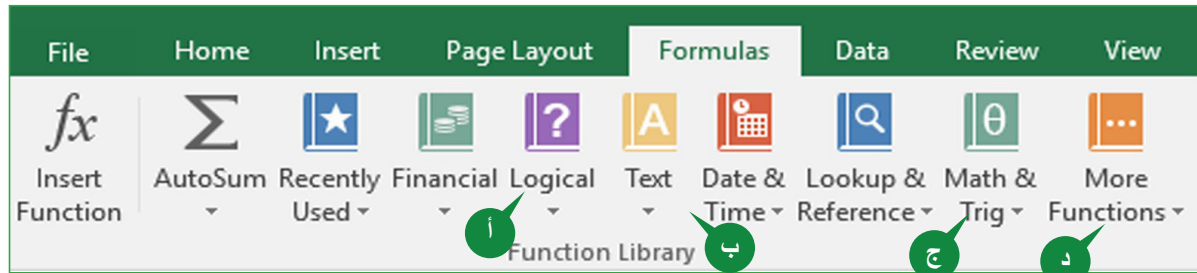 File Home Insert Page Layout Formulas Data Review View
fx Σ ? A θ ...
Insert Function
AutoSum
Recently Used
Financial
Logical
Text
Date & Time
Lookup & Reference
Math & Trig
More Functions
أ
ب
ج
د
Function Library